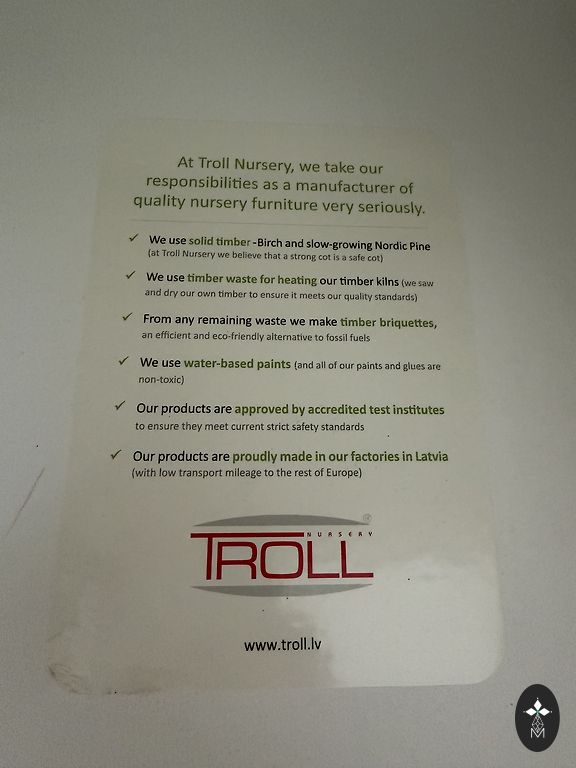 At Troll Nursery, we take our
responsibilities as a manufacturer of
quality nursery furniture very seriously.
✓ We use solid timber -Birch and slow-growing Nordic Pine
(at Troll Nursery we believe that a strong cot is a safe cot)
✓ We use timber waste for heating our timber kilns (we saw
and dry our own timber to ensure it meets our quality standards)
✓ From any remaining waste we make timber briquettes,
an efficient and eco-friendly alternative to fossil fuels
✓ We use water-based paints (and all of our paints and glues are
non-toxic)
✓ Our products are approved by accredited test institutes
to ensure they meet current strict safety standards
✓ Our products are proudly made in our factories in Latvia
(with low transport mileage to the rest of Europe)
®
NURSERY
TROLL
www.troll.lv
M